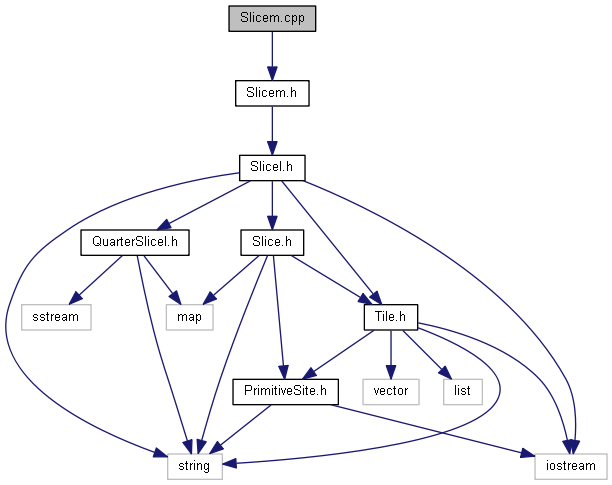 Slicem.cpp
Slicem.h
Slicel.h
QuarterSlicel.h
Slice.h
sstream
map
Tile.h
PrimitiveSite.h
vector
list
string
iostream